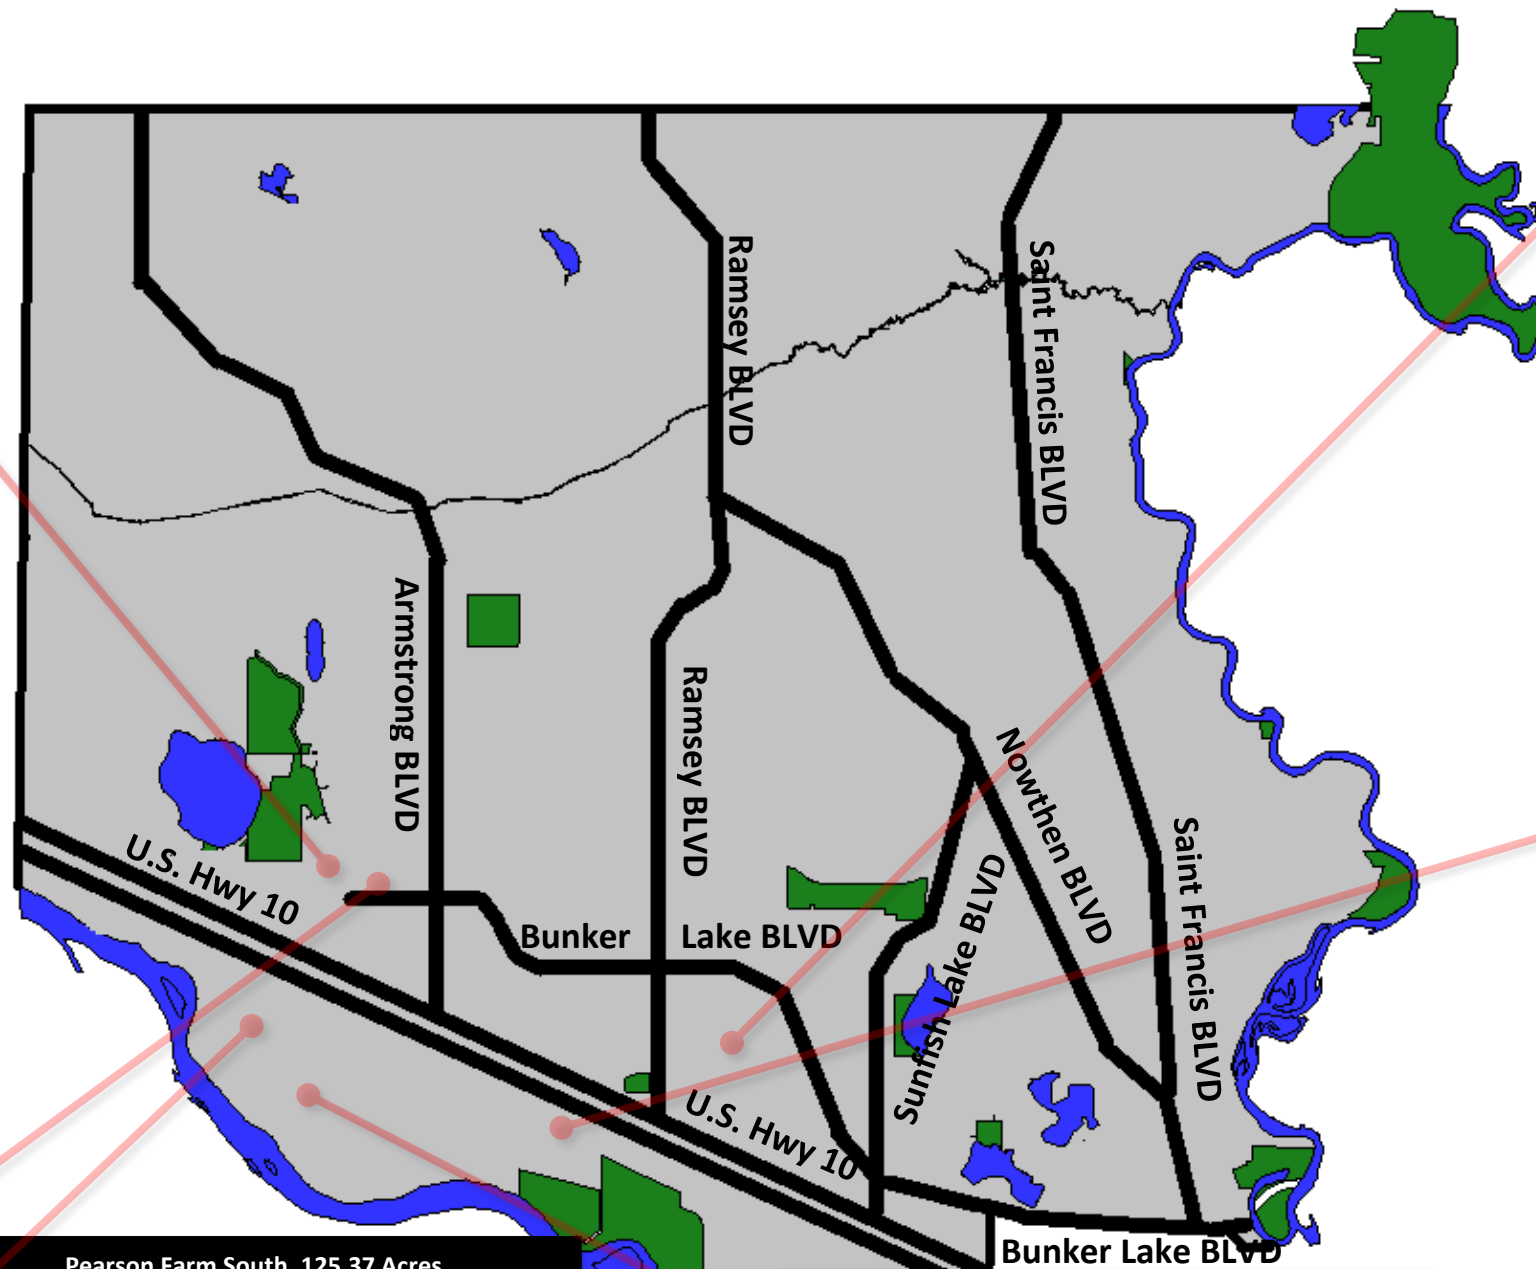 Ramsey BLVD
Saint Francis BLVD
Armstrong BLVD
Ramsey BLVD
Nowthen BLVD
Saint Francis BLVD
U.S. Hwy 10
Sunfish Lake BLVD
Bunker Lake BLVD
U.S. Hwy 10
Bunker Lake BLVD
Pearson Farm South 125.37 Acres